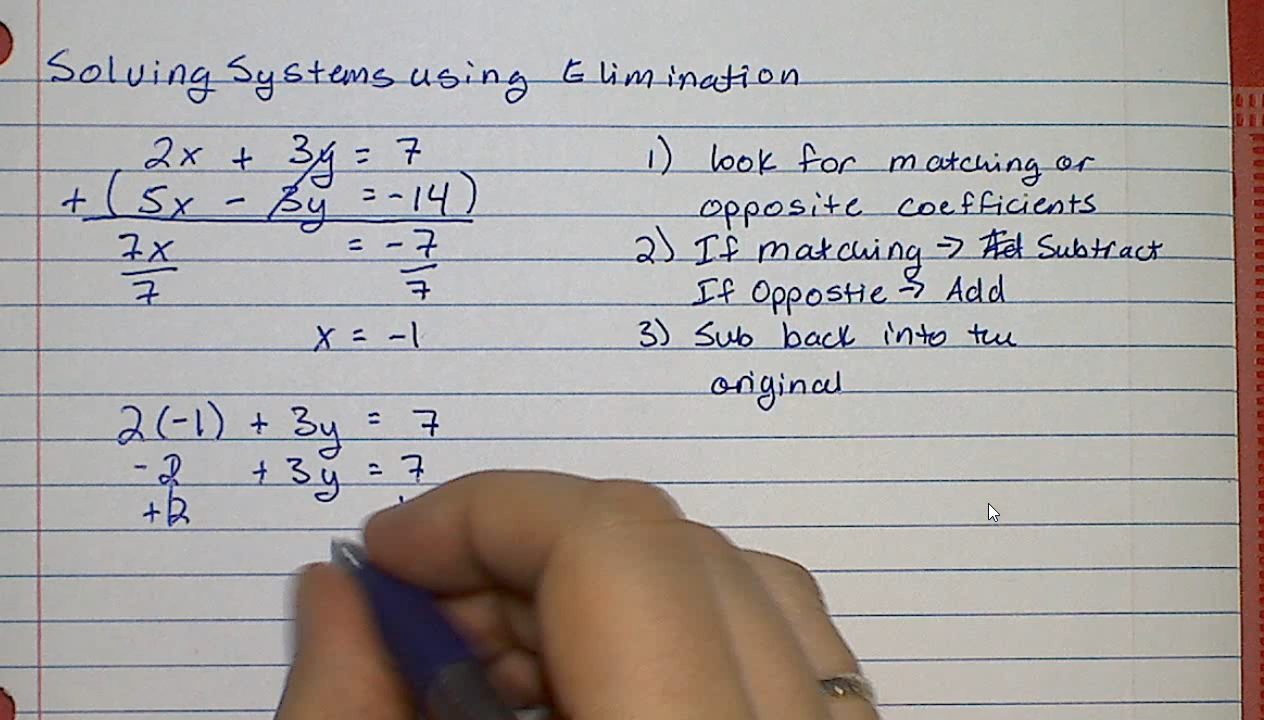 Solving Systems using Elimination
2x + 3y = 7
+ ( 5x - 3y = -14 )
7x = -7
7 7
x = -1
2(-1) + 3y = 7
-2 + 3y = 7
+2
1) look for matching or
opposite coefficients
2) If matching → Subtract
If Oppostie → Add
3) Sub back into the
original